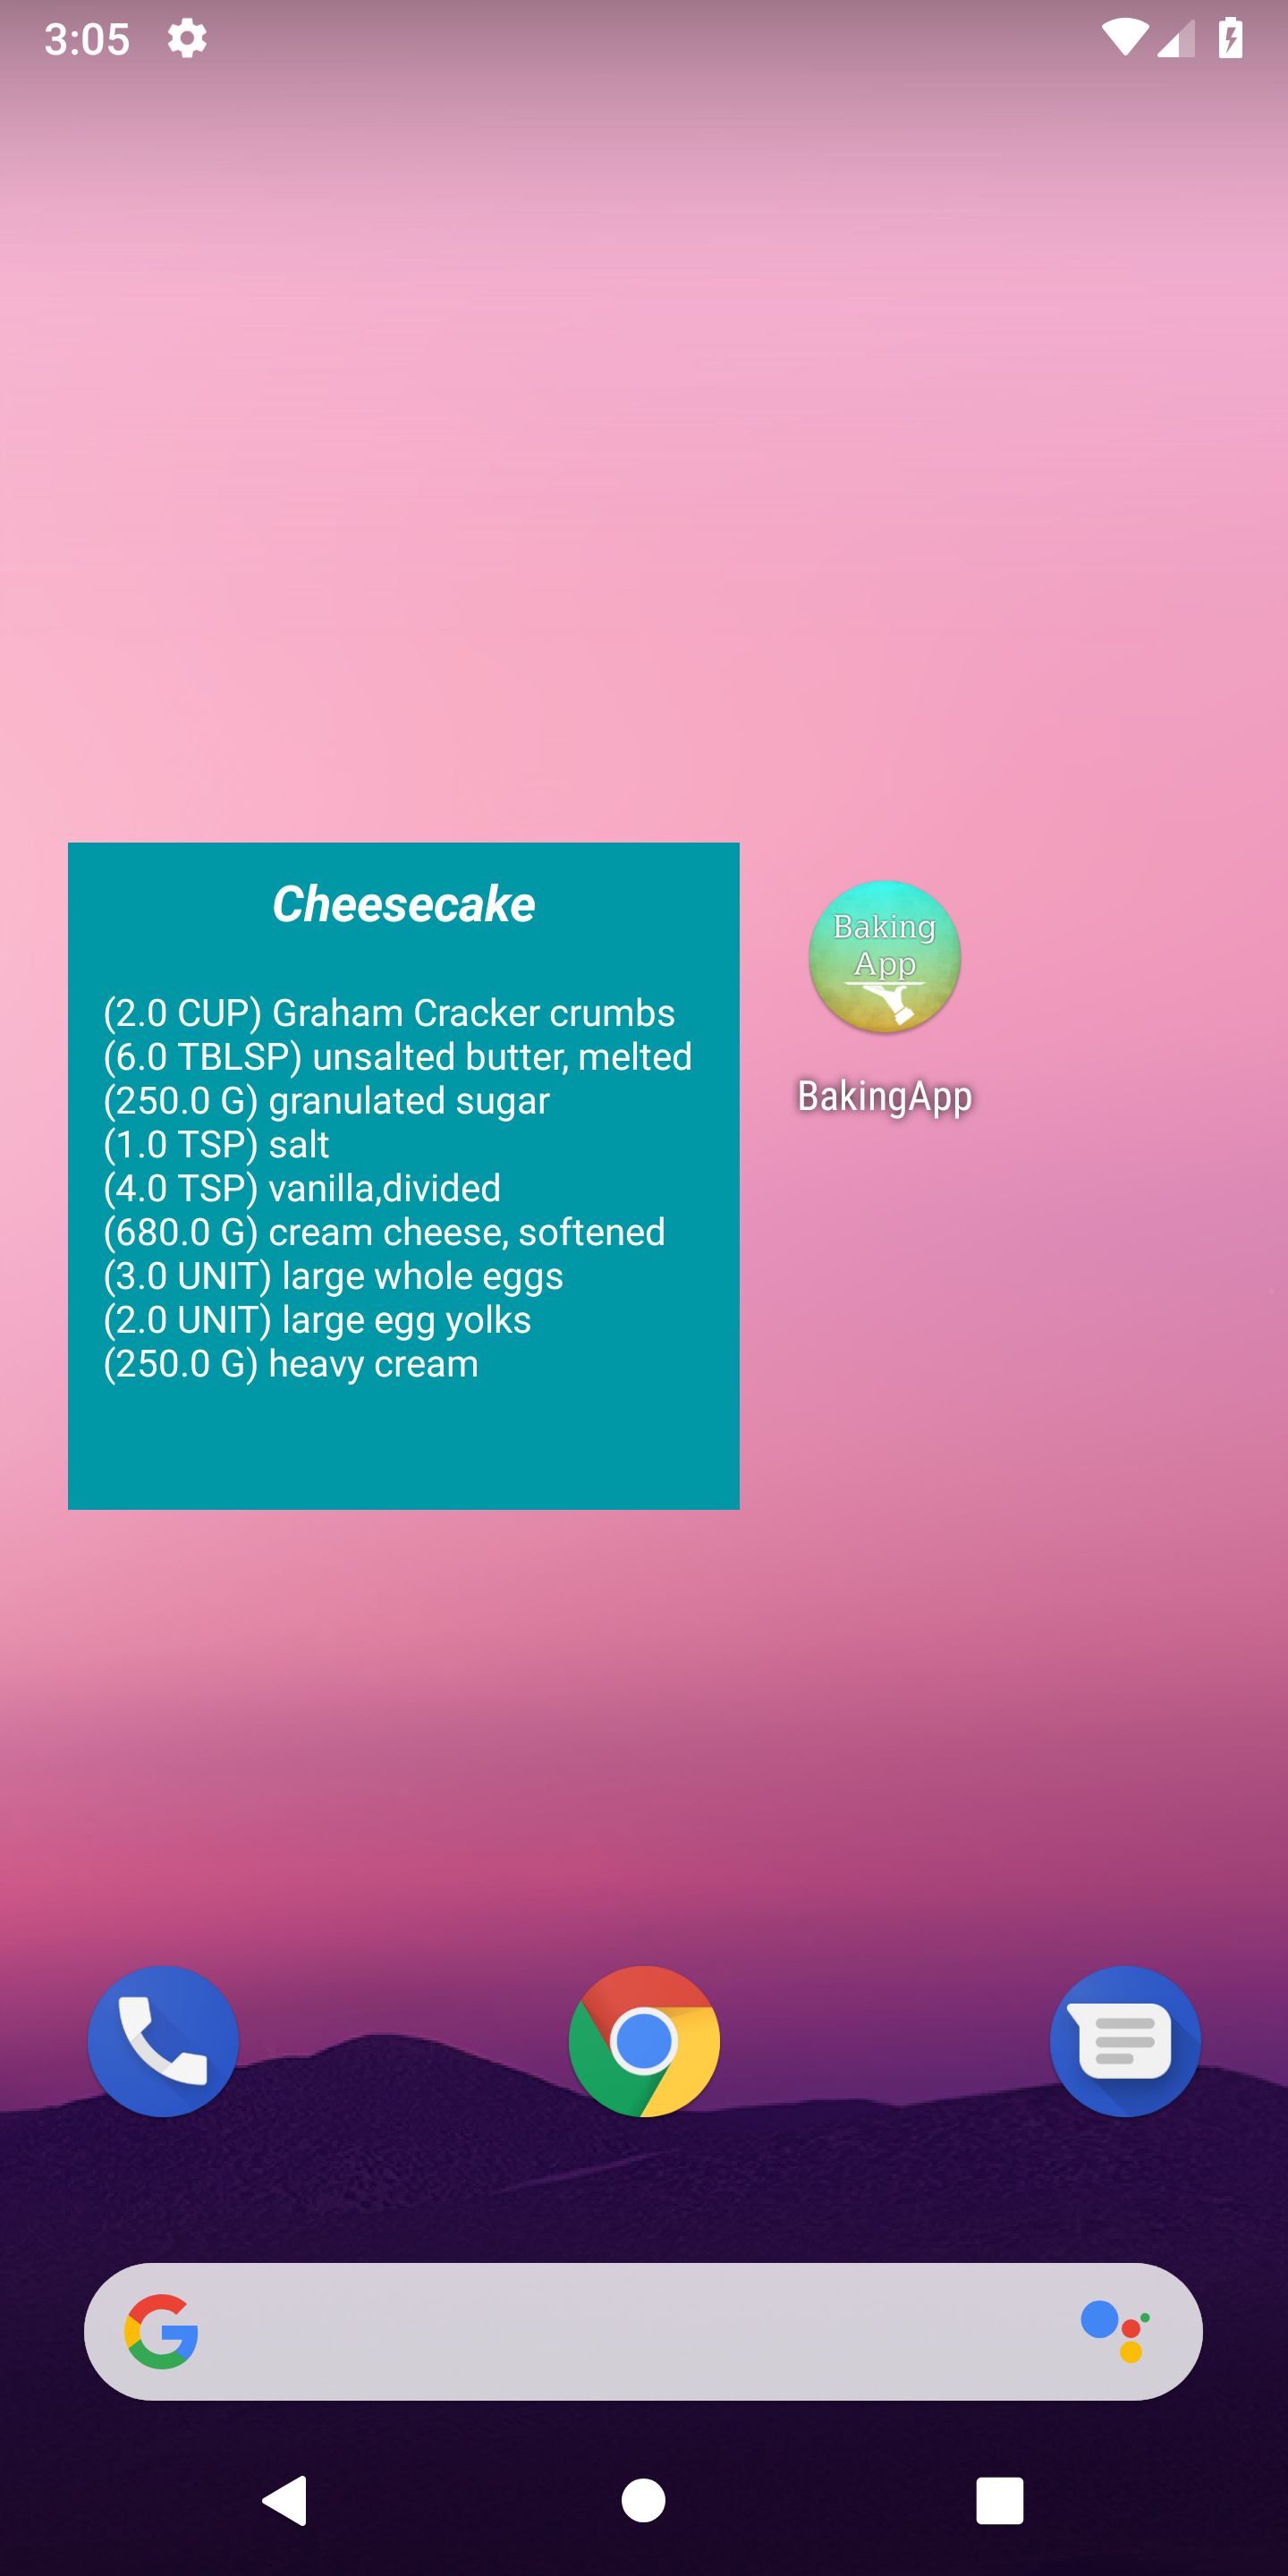 3:05
Cheesecake
(2.0 CUP) Graham Cracker crumbs
(6.0 TBLSP) unsalted butter, melted
(250.0 G) granulated sugar
(1.0 TSP) salt
(4.0 TSP) vanilla,divided
(680.0 G) cream cheese, softened
(3.0 UNIT) large whole eggs
(2.0 UNIT) large egg yolks
(250.0 G) heavy cream
Baking
App
BakingApp